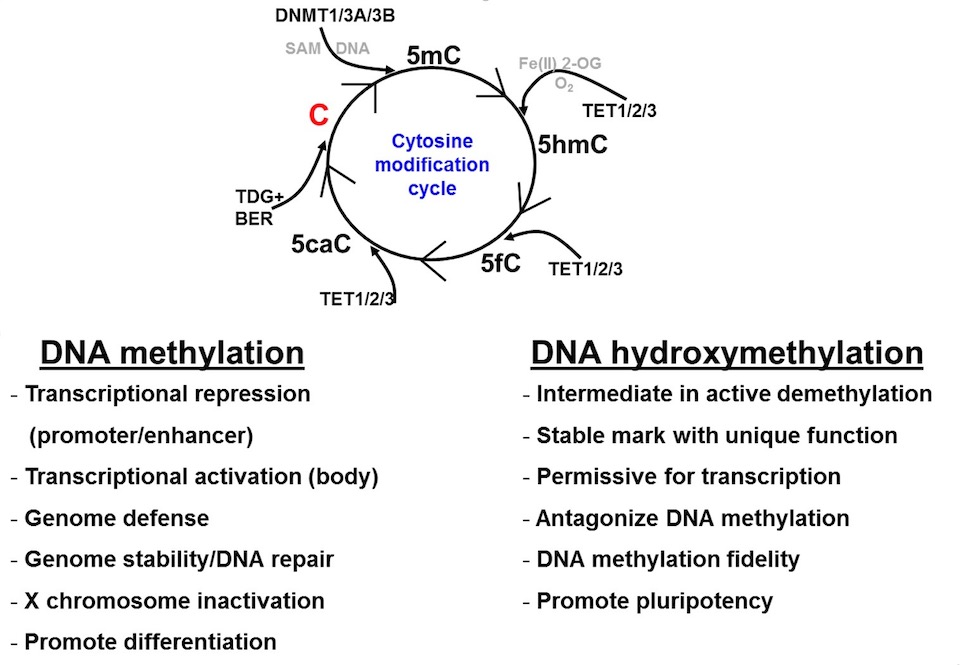 DNMT1/3A/3B
SAM DNA
5mC
Fe(II) 2-OG
O₂
TET1/2/3
C
5hmC
Cytosine
modification
cycle
TDG+
BER
5caC
5fC
TET1/2/3
TET1/2/3
DNA methylation
- Transcriptional repression
(promoter/enhancer)
- Transcriptional activation (body)
- Genome defense
- Genome stability/DNA repair
- X chromosome inactivation
- Promote differentiation
DNA hydroxymethylation
- Intermediate in active demethylation
- Stable mark with unique function
- Permissive for transcription
- Antagonize DNA methylation
- DNA methylation fidelity
- Promote pluripotency